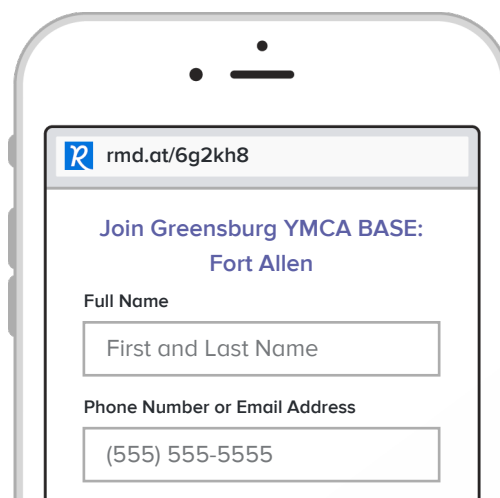 rmd.at/6g2kh8
Join Greensburg YMCA BASE:
Fort Allen
Full Name
First and Last Name
Phone Number or Email Address
(555) 555-5555